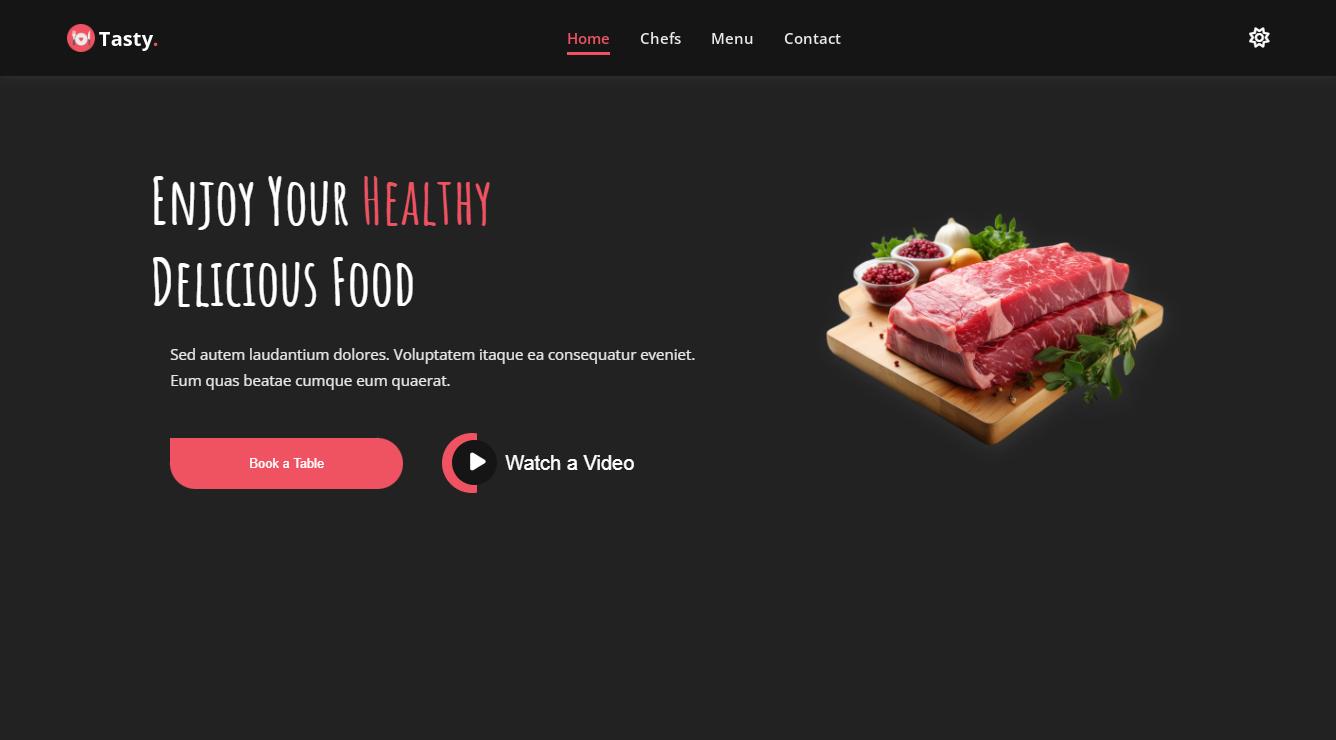 Tasty.
Home Chefs Menu Contact
Enjoy Your Healthy
Delicious Food
Sed autem laudantium dolores. Voluptatem itaque ea consequatur eveniet.
Eum quas beatae cumque eum quaerat.
Book a Table
Watch a Video